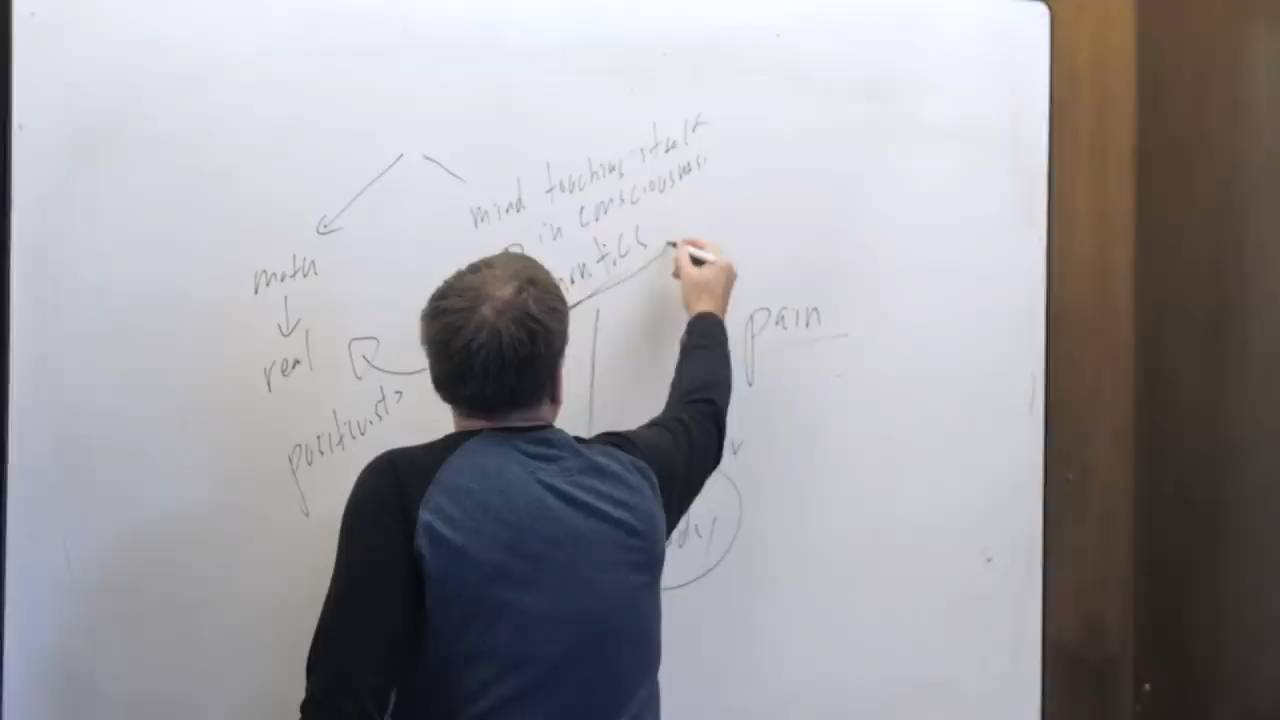 mind touching itself
in consciousness.
math
real
positivists
pain